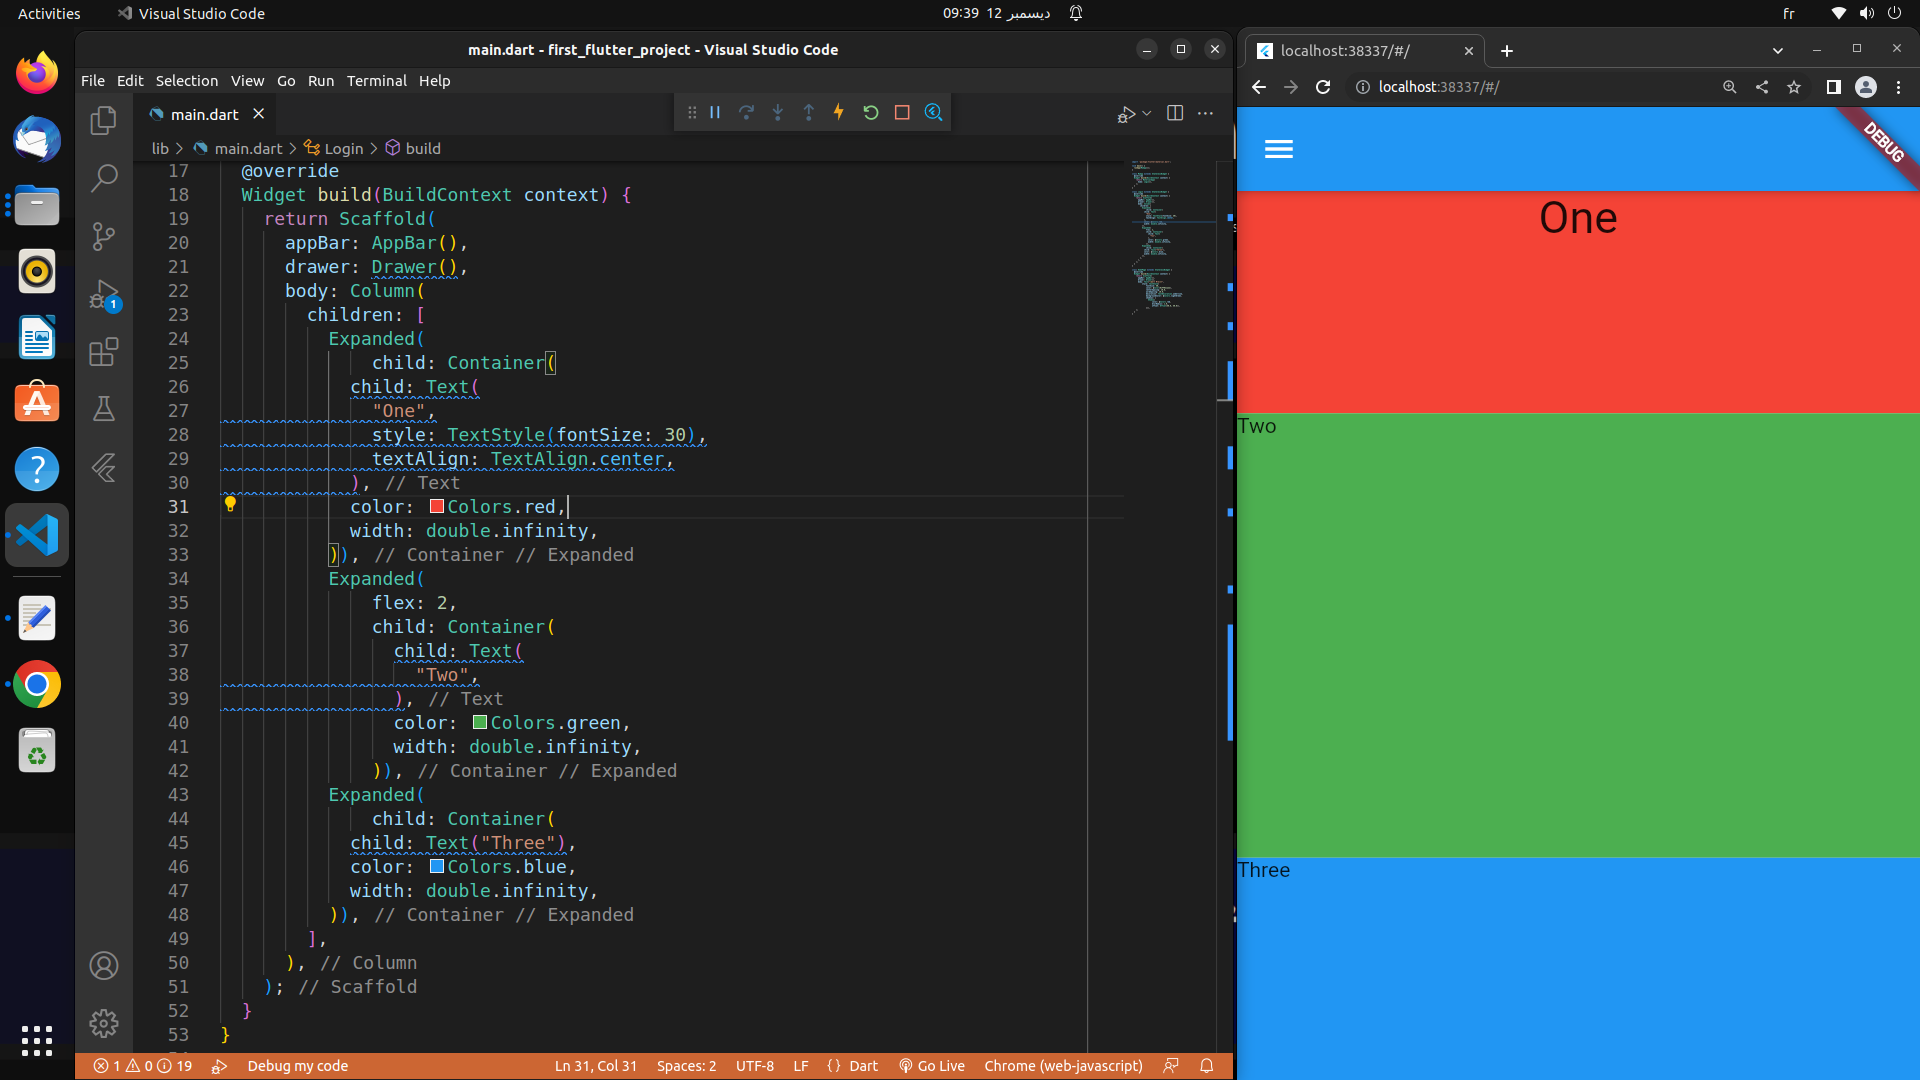 Activities
Visual Studio Code
09:39 12 ديسمبر
fr
main.dart - first_flutter_project - Visual Studio Code
File Edit Selection View Go Run Terminal Help
main.dart
lib > main.dart > Login > build
17 @override
18 Widget build(BuildContext context) {
19 return Scaffold(
20 appBar: AppBar(),
21 drawer: Drawer(),
22 body: Column(
23 children: [
24 Expanded(
25 child: Container(
26 child: Text(
27 "One",
28 style: TextStyle(fontSize: 30),
29 textAlign: TextAlign.center,
30 ), // Text
31 color: Colors.red,
32 width: double.infinity,
33 )), // Container // Expanded
34 Expanded(
35 flex: 2,
36 child: Container(
37 child: Text(
38 "Two",
39 ), // Text
40 color: Colors.green,
41 width: double.infinity,
42 )), // Container // Expanded
43 Expanded(
44 child: Container(
45 child: Text("Three"),
46 color: Colors.blue,
47 width: double.infinity,
48 )), // Container // Expanded
49 ],
50 ), // Column
51 ); // Scaffold
52 }
53 }
1
1 0 19 Debug my code Ln 31, Col 31 Spaces: 2 UTF-8 LF {} Dart Go Live Chrome (web-javascript)
localhost:38337/#/
localhost:38337/#/
DEBUG
One
Two
Three